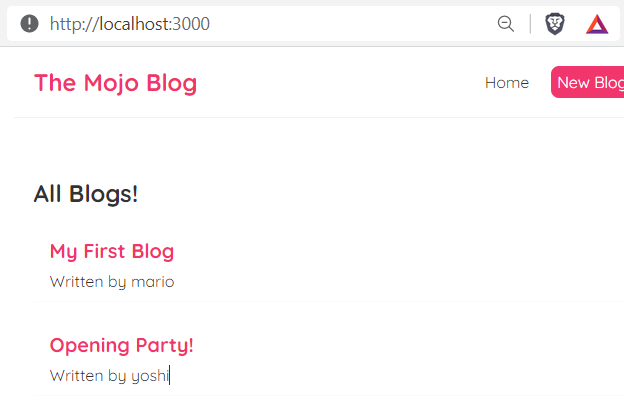 http://localhost:3000
The Mojo Blog
Home
New Blog
All Blogs!
My First Blog
Written by mario
Opening Party!
Written by yoshi